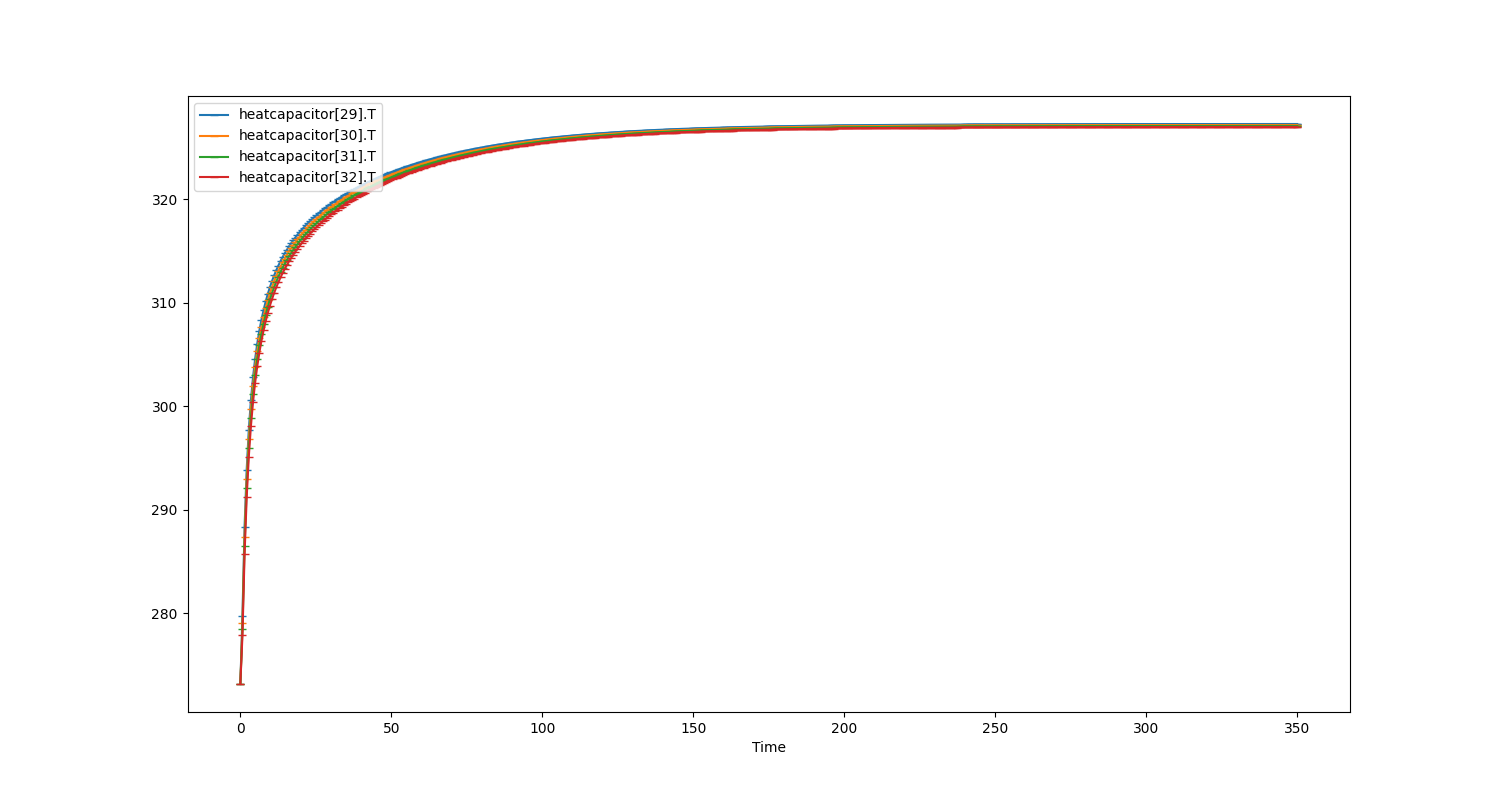 heatcapacitor[29].T
heatcapacitor[30].T
heatcapacitor[31].T
heatcapacitor[32].T
320
310
300
290
280
0 50 100 150 200 250 300 350
Time